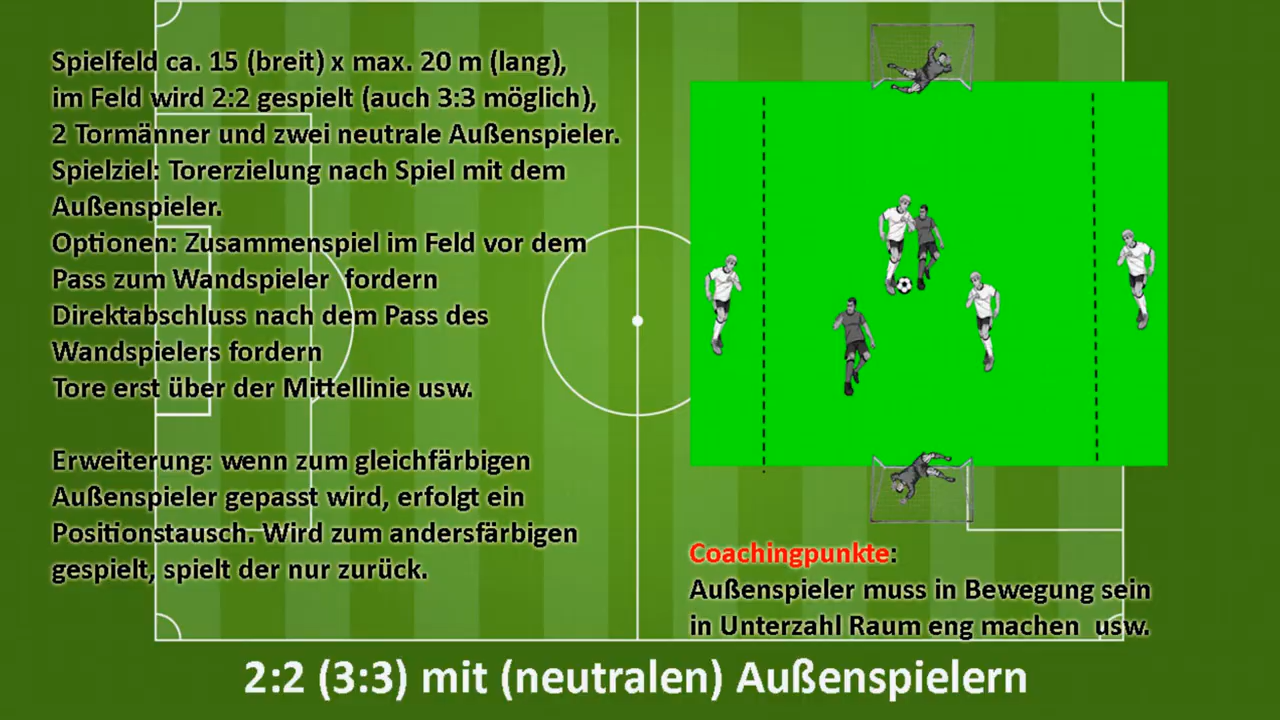 Spielfeld ca. 15 (breit) x max. 20 m (lang),
im Feld wird 2:2 gespielt (auch 3:3 möglich),
2 Tormänner und zwei neutrale Außenspieler.
Spielziel: Torerzielung nach Spiel mit dem
Außenspieler.
Optionen: Zusammenspiel im Feld vor dem
Pass zum Wandspieler  fordern
Direktabschluss nach dem Pass des
Wandspielers fordern
Tore erst über der Mittellinie usw.
Erweiterung: wenn zum gleichfärbigen
Außenspieler gepasst wird, erfolgt ein
Positionstausch. Wird zum andersfärbigen
gespielt, spielt der nur zurück.
Coachingpunkte:
Außenspieler muss in Bewegung sein
in Unterzahl Raum eng machen  usw.
2:2 (3:3) mit (neutralen) Außenspielern